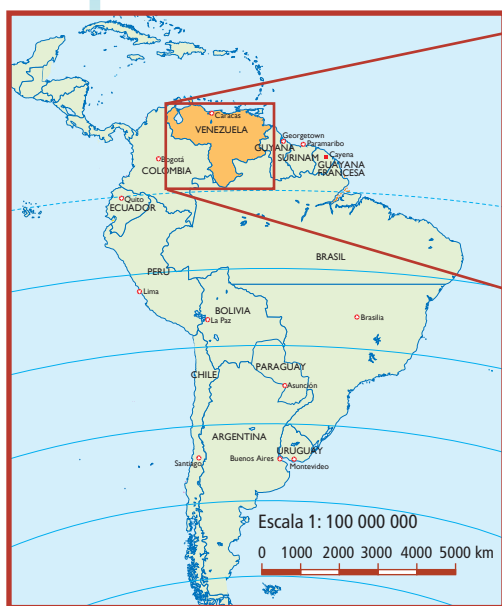 Caracas
VENEZUELA
Georgetown
Paramaribo
GUYANA
Cayena
SURINAM
GUAYANA
FRANCESA
Bogotá
COLOMBIA
Quito
ECUADOR
BRASIL
PERÚ
Lima
BOLIVIA
La Paz
Brasilia
PARAGUAY
CHILE
Asunción
ARGENTINA
URUGUAY
Santiago
Buenos Aires
Montevideo
Escala 1: 100 000 000
0 1000 2000 3000 4000 5000 km